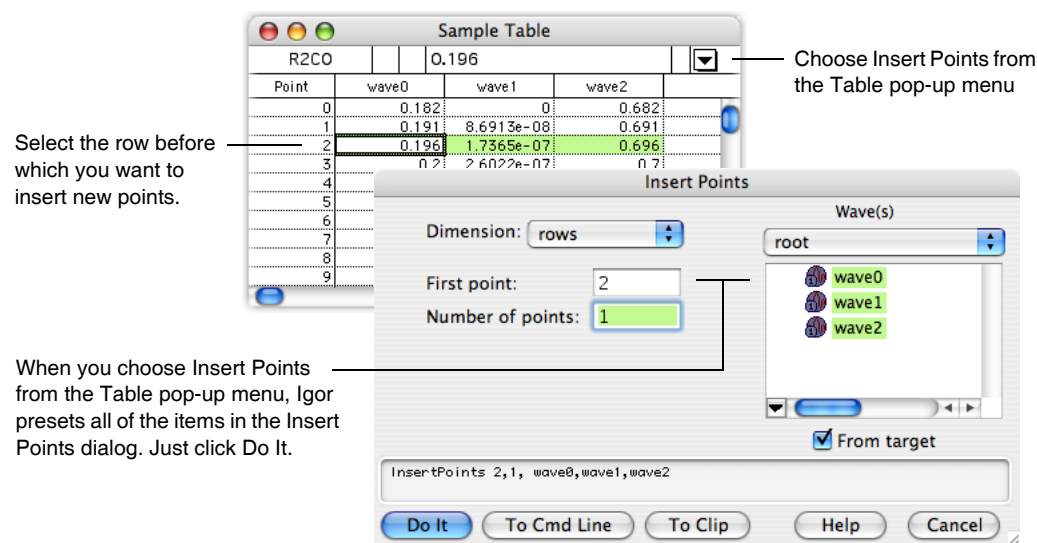 Sample Table
R2C0 0.196
Choose Insert Points from
the Table pop-up menu
Point wave0 wave1 wave2
0 0.182 0 0.682
1 0.191 8.6913e-08 0.691
2 0.196 1.7365e-07 0.696
3 0.2 2.6022e-07 0.7
4
5
6
7
8
9
Select the row before
which you want to
insert new points.
Insert Points
Dimension: rows
First point: 2
Number of points: 1
Wave(s)
root
wave0
wave1
wave2
From target
When you choose Insert Points
from the Table pop-up menu, Igor
presets all of the items in the Insert
Points dialog. Just click Do It.
InsertPoints 2,1, wave0,wave1,wave2
Do It To Cmd Line To Clip Help Cancel